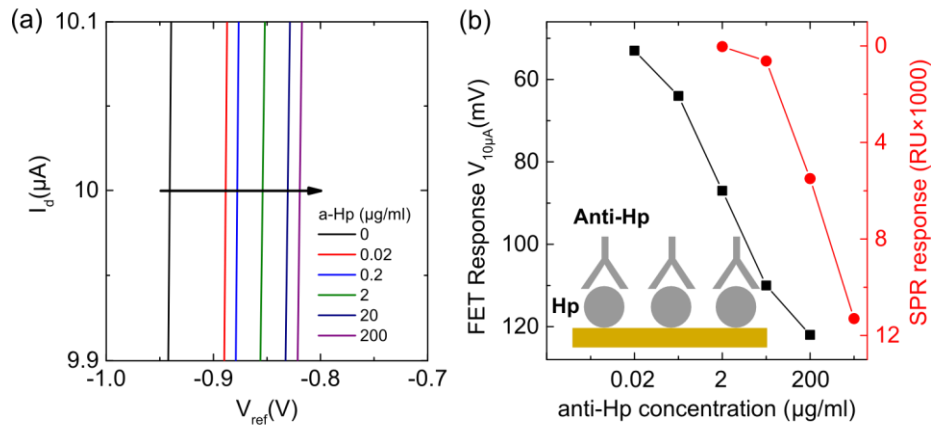 (a)
10.1
10
9.9
I_d(µA)
-1.0
-0.9
-0.8
-0.7
V_ref(V)
a-Hp (µg/ml)
0
0.02
0.2
2
20
200
(b)
60
80
100
120
FET Response V_10µA(mV)
0.02
2
200
anti-Hp concentration (µg/ml)
0
4
8
12
SPR response (RU×1000)
Anti-Hp
Hp